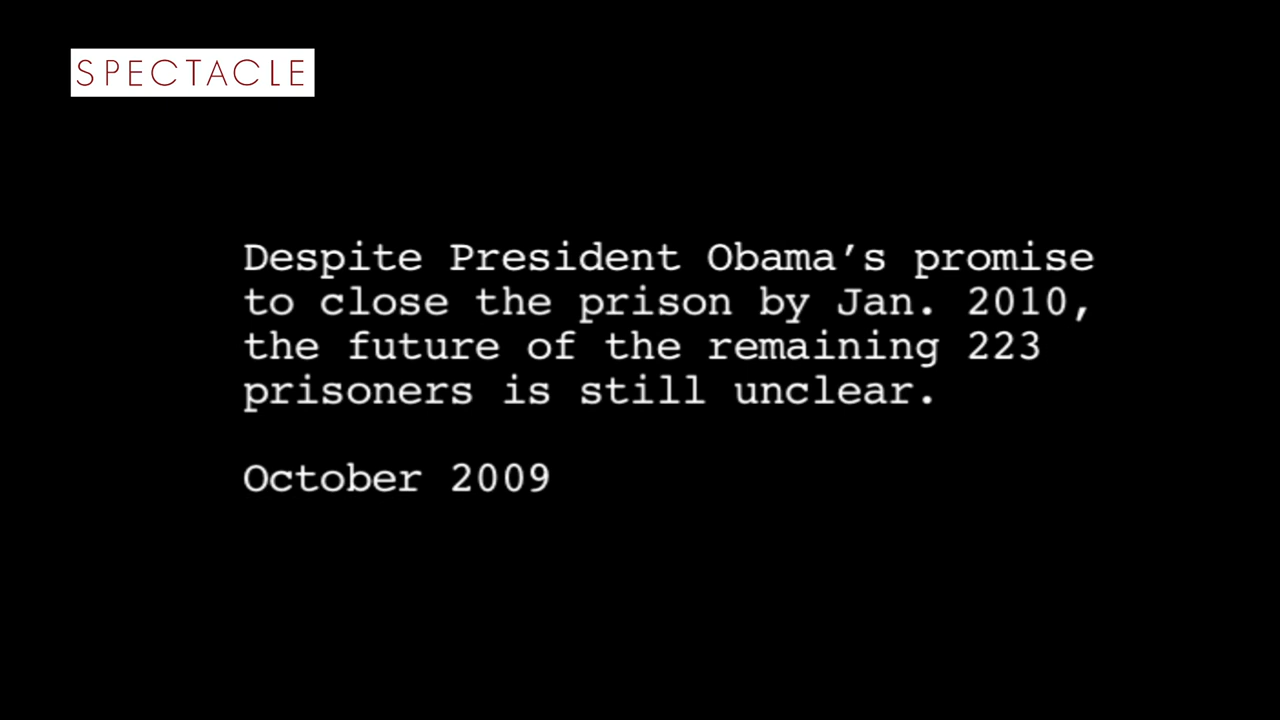 SPECTACLE
Despite President Obama’s promise
to close the prison by Jan. 2010,
the future of the remaining 223
prisoners is still unclear.
October 2009